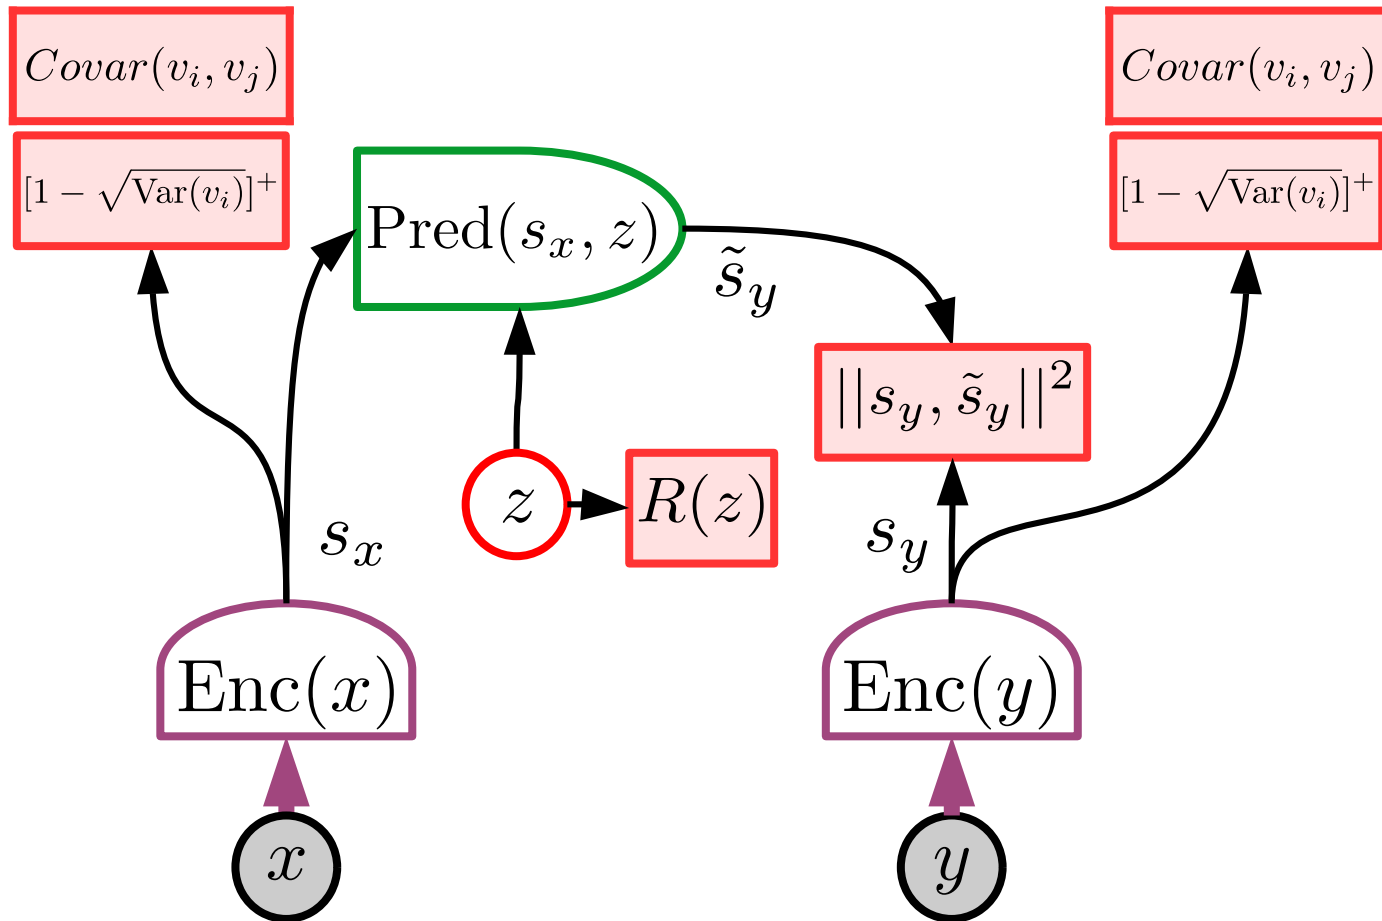 Covar(v_i, v_j)
Covar(v_i, v_j)
[1 − √Var(v_i)]⁺
[1 − √Var(v_i)]⁺
Pred(s_x, z)
s̃_y
||s_y, s̃_y||²
z
R(z)
s_x
s_y
Enc(x)
Enc(y)
x
y